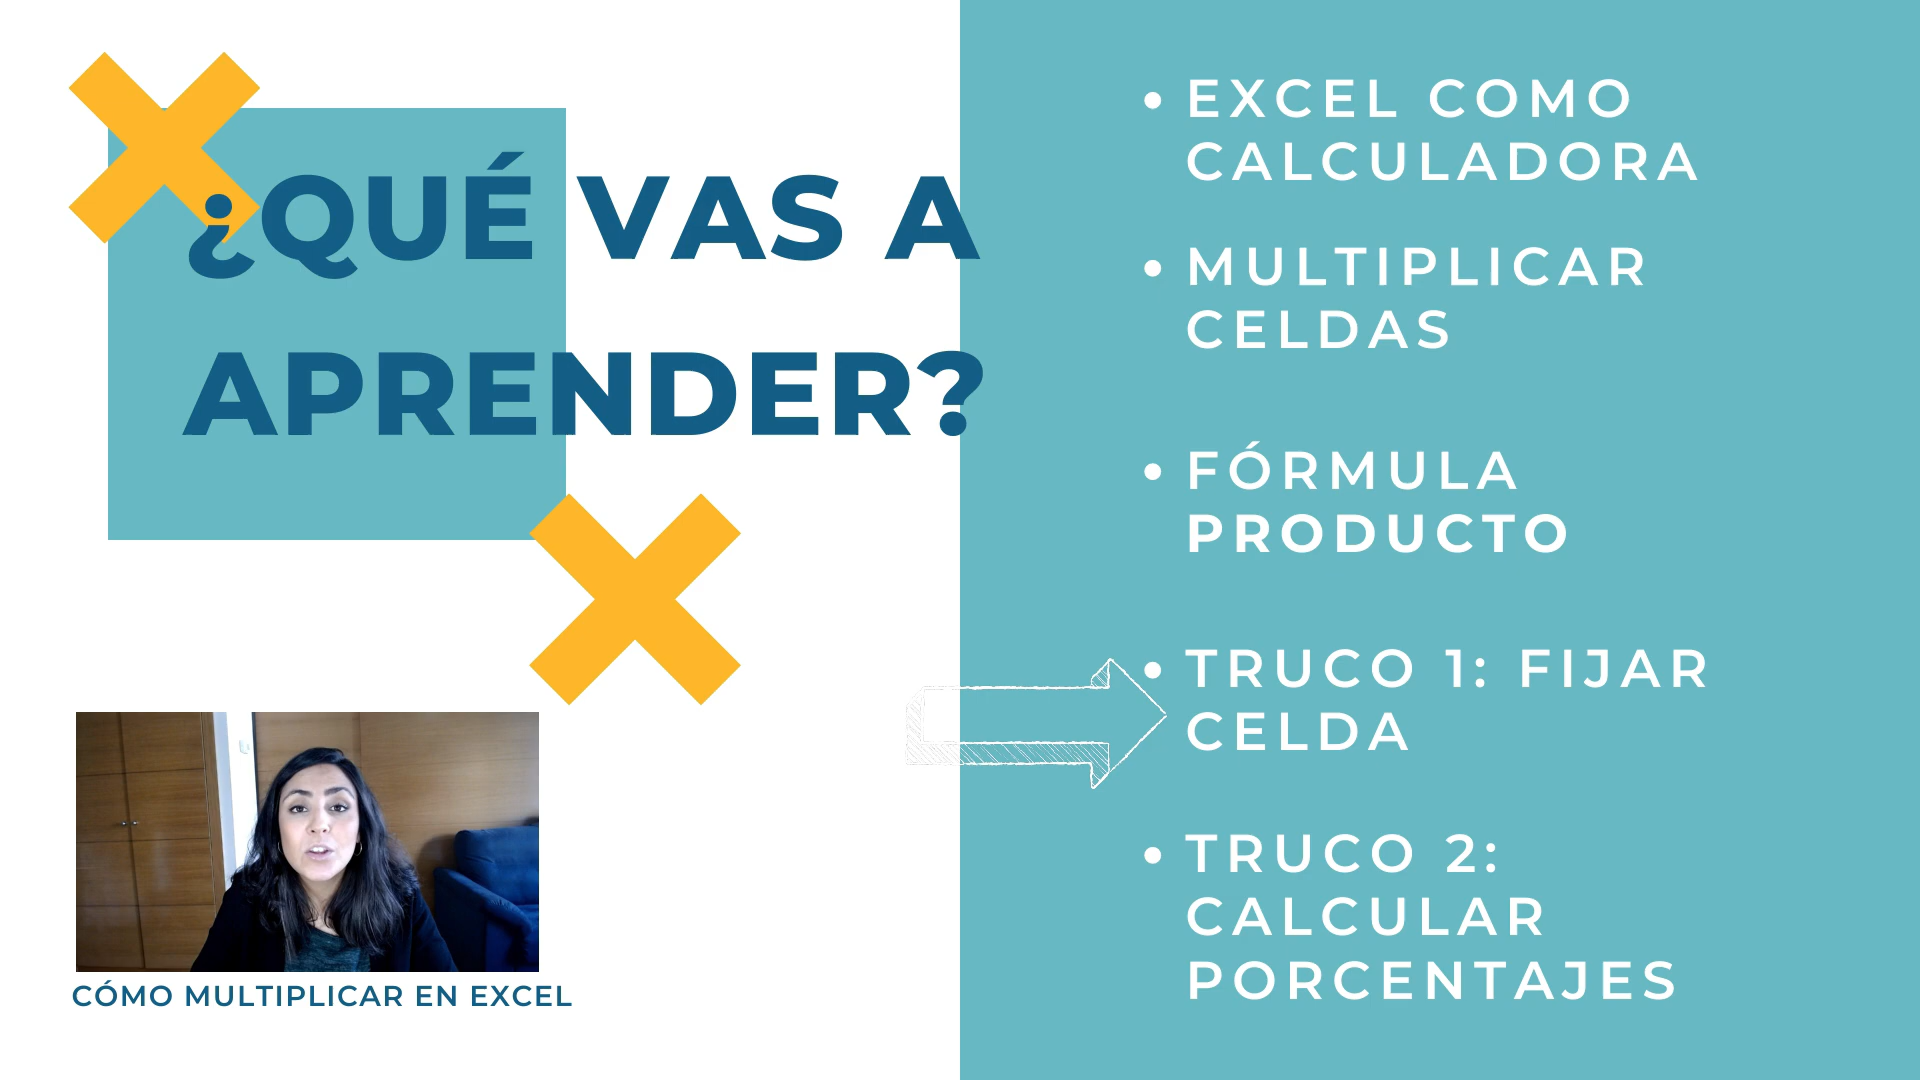 ¿QUÉ VAS A
APRENDER?
CÓMO MULTIPLICAR EN EXCEL
• EXCEL COMO
CALCULADORA
• MULTIPLICAR
CELDAS
• FÓRMULA
PRODUCTO
• TRUCO 1: FIJAR
CELDA
• TRUCO 2:
CALCULAR
PORCENTAJES